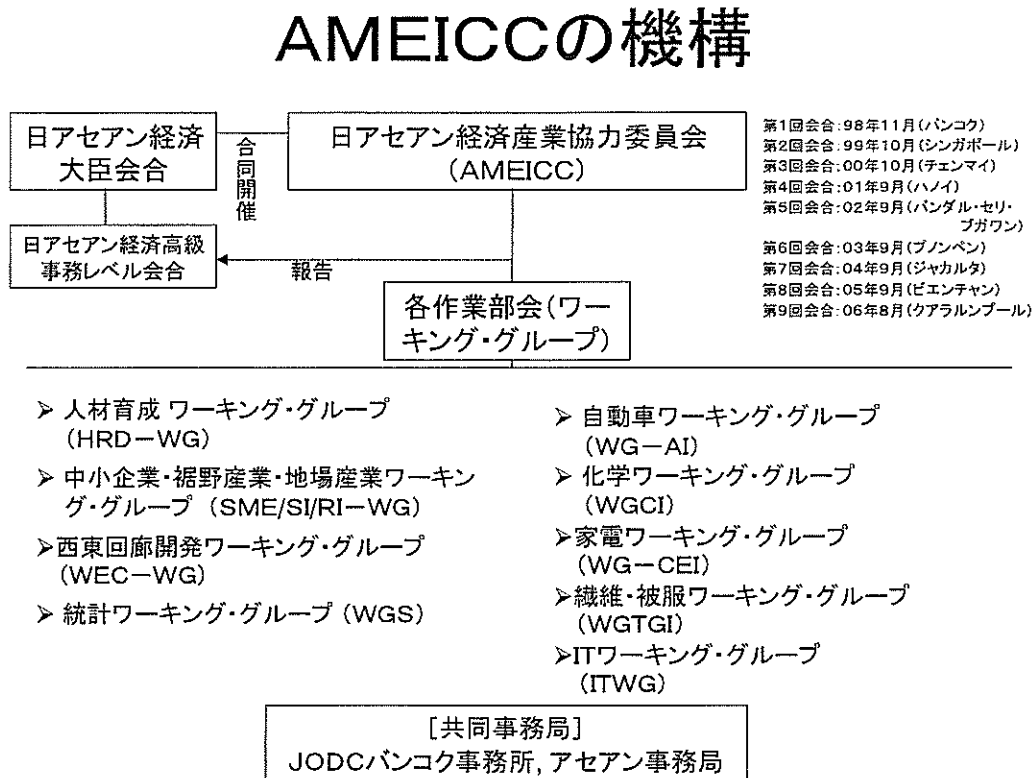 AMEICCの機構
日アセアン経済
大臣会合
合同開催
日アセアン経済産業協力委員会
(AMEICC)
第1回会合:98年11月(バンコク)
第2回会合:99年10月(シンガポール)
第3回会合:00年10月(チェンマイ)
第4回会合:01年9月(ハノイ)
第5回会合:02年9月(バンダル・セリ・
ブガワン)
第6回会合:03年9月(プノンペン)
第7回会合:04年9月(ジャカルタ)
第8回会合:05年9月(ビエンチャン)
第9回会合:06年8月(クアラルンプール)
日アセアン経済高級
事務レベル会合
報告
各作業部会(ワー
キング・グループ)
➢ 人材育成 ワーキング・グループ
(HRD-WG)
➢ 中小企業・裾野産業・地場産業ワーキン
グ・グループ (SME/SI/RI-WG)
➢西東回廊開発ワーキング・グループ
(WEC-WG)
➢ 統計ワーキング・グループ (WGS)
➢ 自動車ワーキング・グループ
(WG-AI)
➢ 化学ワーキング・グループ
(WGCI)
➢家電ワーキング・グループ
(WG-CEI)
➢繊維・被服ワーキング・グループ
(WGTGI)
➢ITワーキング・グループ
(ITWG)
[共同事務局]
JODCバンコク事務所, アセアン事務局